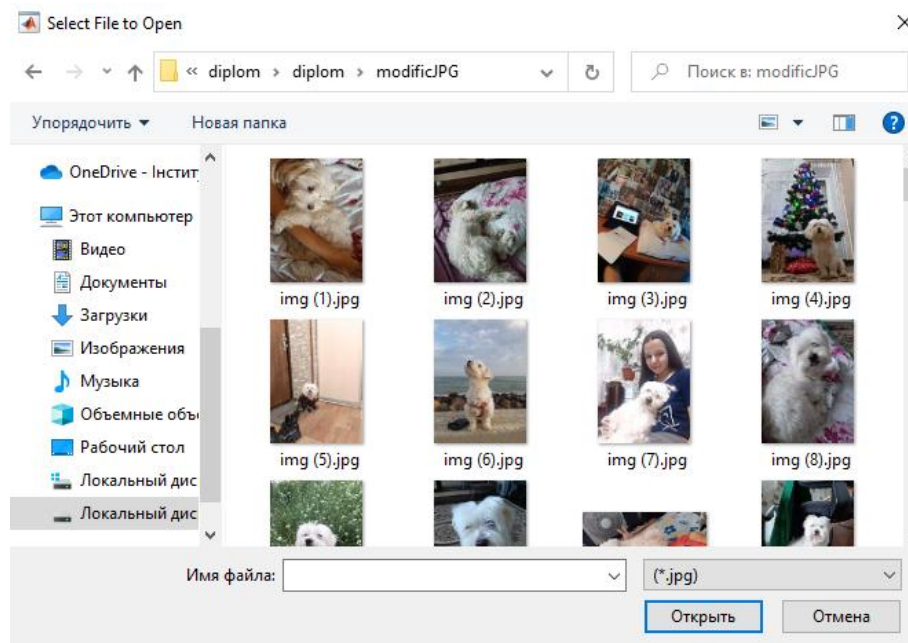 Select File to Open
« diplom › diplom › modificJPG
Поиск в: modificJPG
Упорядочить
Новая папка
OneDrive - Інстит
Этот компьютер
Видео
Документы
Загрузки
Изображения
Музыка
Объемные объ
Рабочий стол
Локальный дис
Локальный дис
img (1).jpg
img (2).jpg
img (3).jpg
img (4).jpg
img (5).jpg
img (6).jpg
img (7).jpg
img (8).jpg
Имя файла:
(*.jpg)
Открыть
Отмена